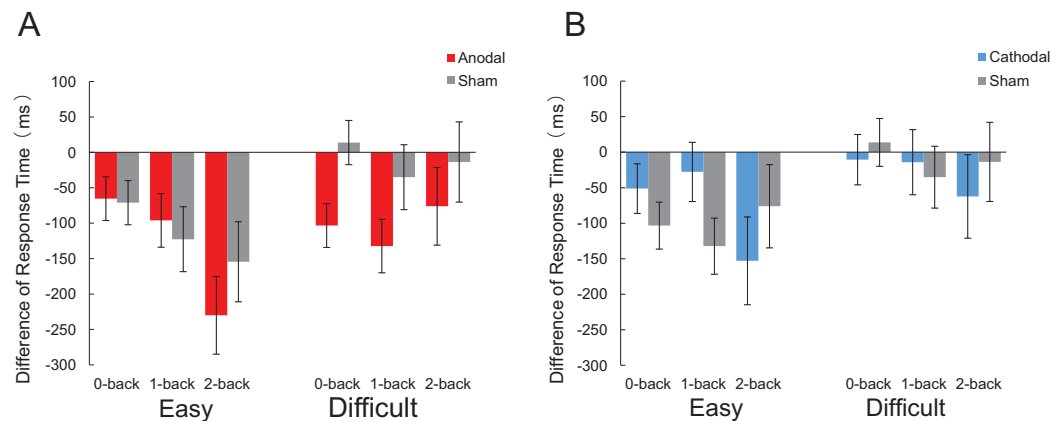 A
Anodal
Sham
Difference of Response Time (ms)
100
50
0
-50
-100
-150
-200
-250
-300
0-back 1-back 2-back 0-back 1-back 2-back
Easy Difficult
B
Cathodal
Sham
Difference of Response Time (ms)
100
50
0
-50
-100
-150
-200
-250
-300
0-back 1-back 2-back 0-back 1-back 2-back
Easy Difficult